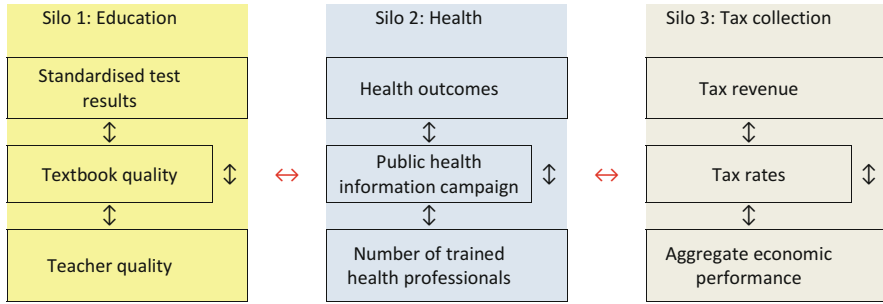 Silo 1: Education
Standardised test
results
Textbook quality
Teacher quality
Silo 2: Health
Health outcomes
Public health
information campaign
Number of trained
health professionals
Silo 3: Tax collection
Tax revenue
Tax rates
Aggregate economic
performance